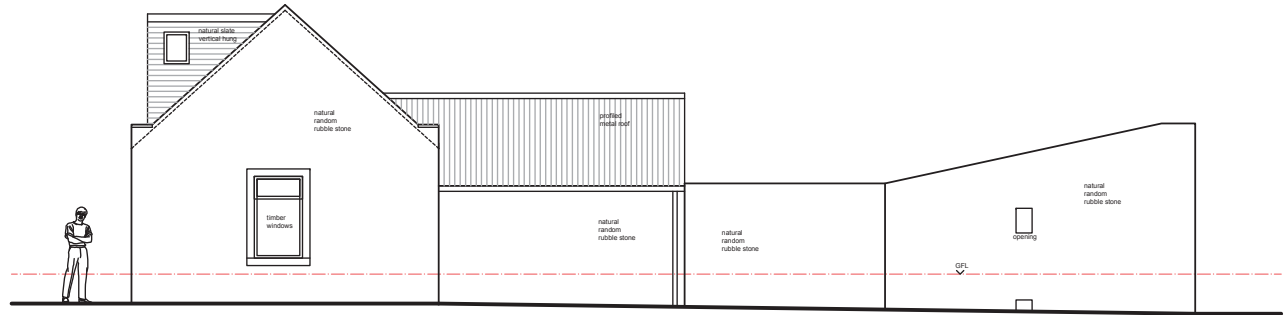 natural slate
vertical hung
natural
random
rubble stone
profiled
metal roof
timber
windows
natural
random
rubble stone
natural
random
rubble stone
natural
random
rubble stone
opening
GFL